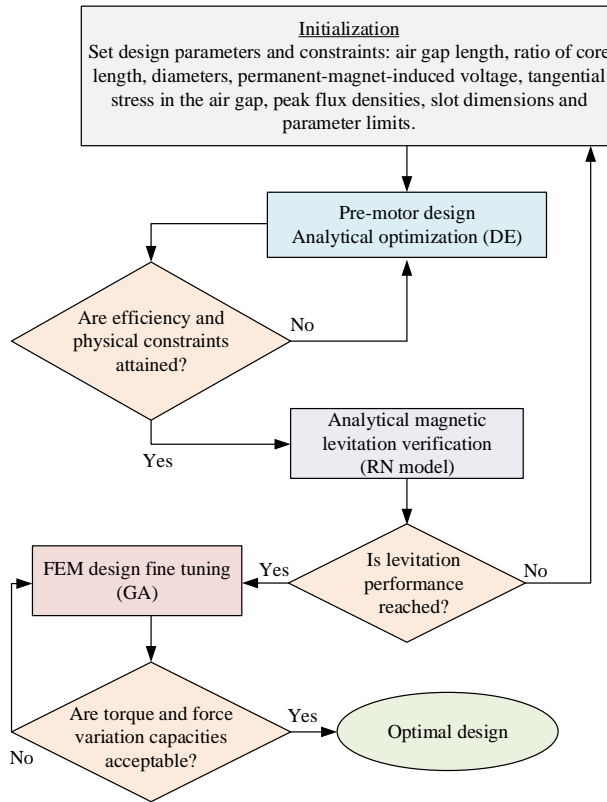 Initialization
Set design parameters and constraints: air gap length, ratio of core
length, diameters, permanent-magnet-induced voltage, tangential
stress in the air gap, peak flux densities, slot dimensions and
parameter limits.
Pre-motor design
Analytical optimization (DE)
Are efficiency and
physical constraints
attained?
No
Yes
Analytical magnetic
levitation verification
(RN model)
Is levitation
performance
reached?
No
Yes
FEM design fine tuning
(GA)
Are torque and force
variation capacities
acceptable?
No
Yes
Optimal design